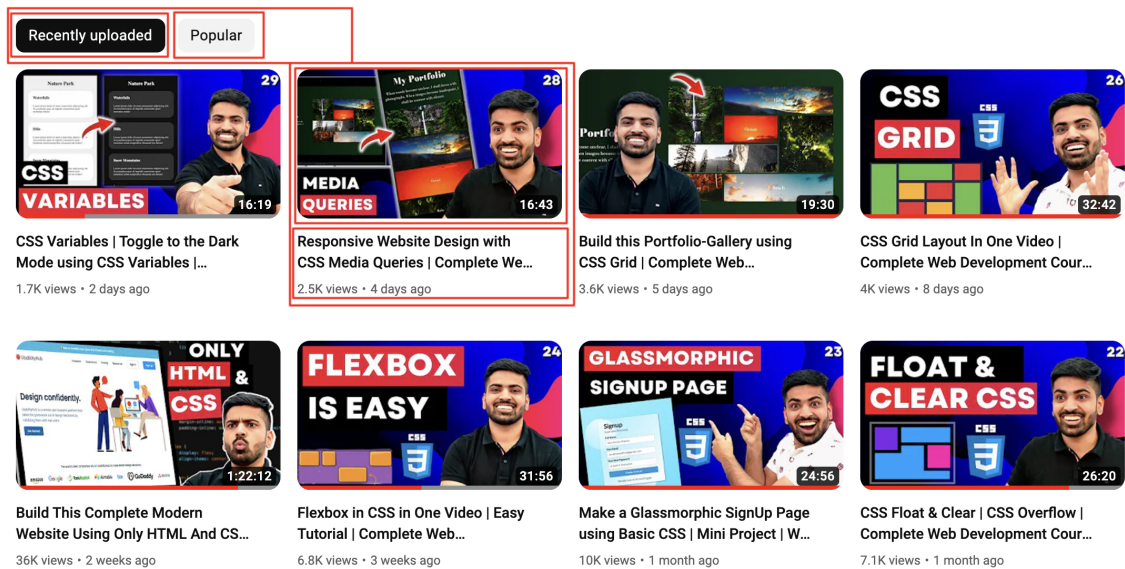 Recently uploaded
Popular
Nature Park
Nature Park
29
CSS
VARIABLES
16:19
My Portfolio
28
MEDIA
QUERIES
16:43
19:30
CSS
GRID
CSS
3
26
32:42
CSS Variables | Toggle to the Dark
Mode using CSS Variables |...
1.7K views • 2 days ago
Responsive Website Design with
CSS Media Queries | Complete We...
2.5K views • 4 days ago
Build this Portfolio-Gallery using
CSS Grid | Complete Web...
3.6K views • 5 days ago
CSS Grid Layout In One Video |
Complete Web Development Cour...
4K views • 8 days ago
Design confidently.
ONLY
HTML &
CSS
1:22:12
FLEXBOX
IS EASY
CSS
3
24
31:56
GLASSMORPHIC
SIGNUP PAGE
Signup
CSS
3
23
24:56
FLOAT &
CLEAR CSS
CSS
3
22
26:20
Build This Complete Modern
Website Using Only HTML And CS...
36K views • 2 weeks ago
Flexbox in CSS in One Video | Easy
Tutorial | Complete Web...
6.8K views • 3 weeks ago
Make a Glassmorphic SignUp Page
using Basic CSS | Mini Project | W...
10K views • 1 month ago
CSS Float & Clear | CSS Overflow |
Complete Web Development Cour...
7.1K views • 1 month ago